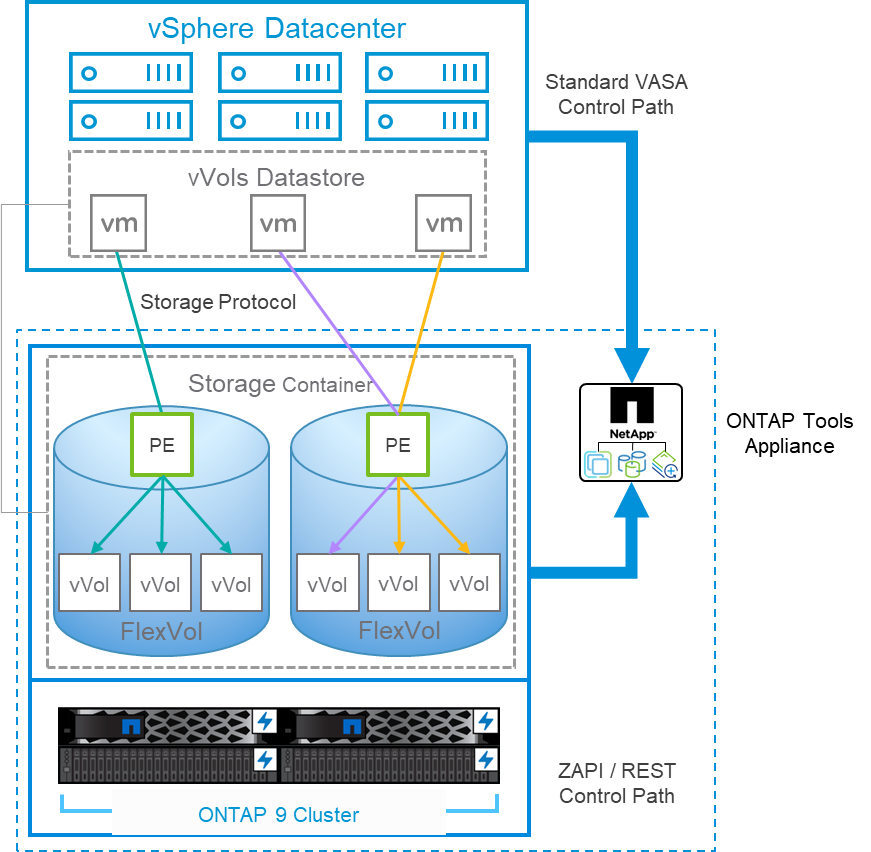 vSphere Datacenter
Standard VASA
Control Path
vVols Datastore
vm
vm
vm
Storage Protocol
Storage Container
PE
PE
NetApp
ONTAP Tools
Appliance
vVol
vVol
vVol
vVol
vVol
vVol
FlexVol
FlexVol
ZAPI / REST
Control Path
ONTAP 9 Cluster